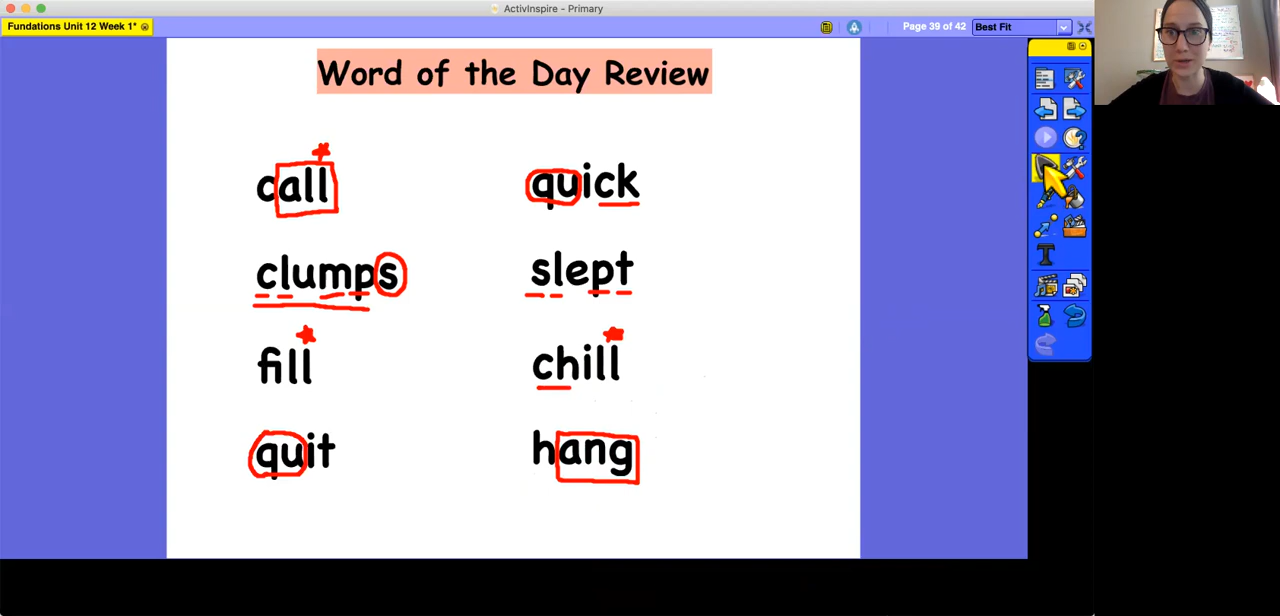 ActivInspire - Primary
Fundations Unit 12 Week 1*
Page 39 of 42
Best Fit
Word of the Day Review
call
quick
clumps
slept
fill
chill
quit
hang